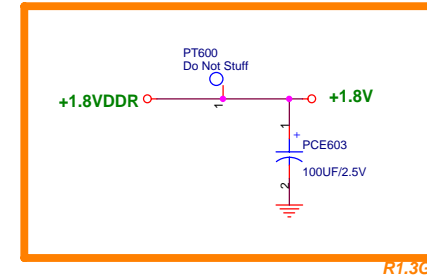 PT600
Do Not Stuff
+1.8VDDR
1
+1.8V
1
+
PCE603
100UF/2.5V
2
R1.3G